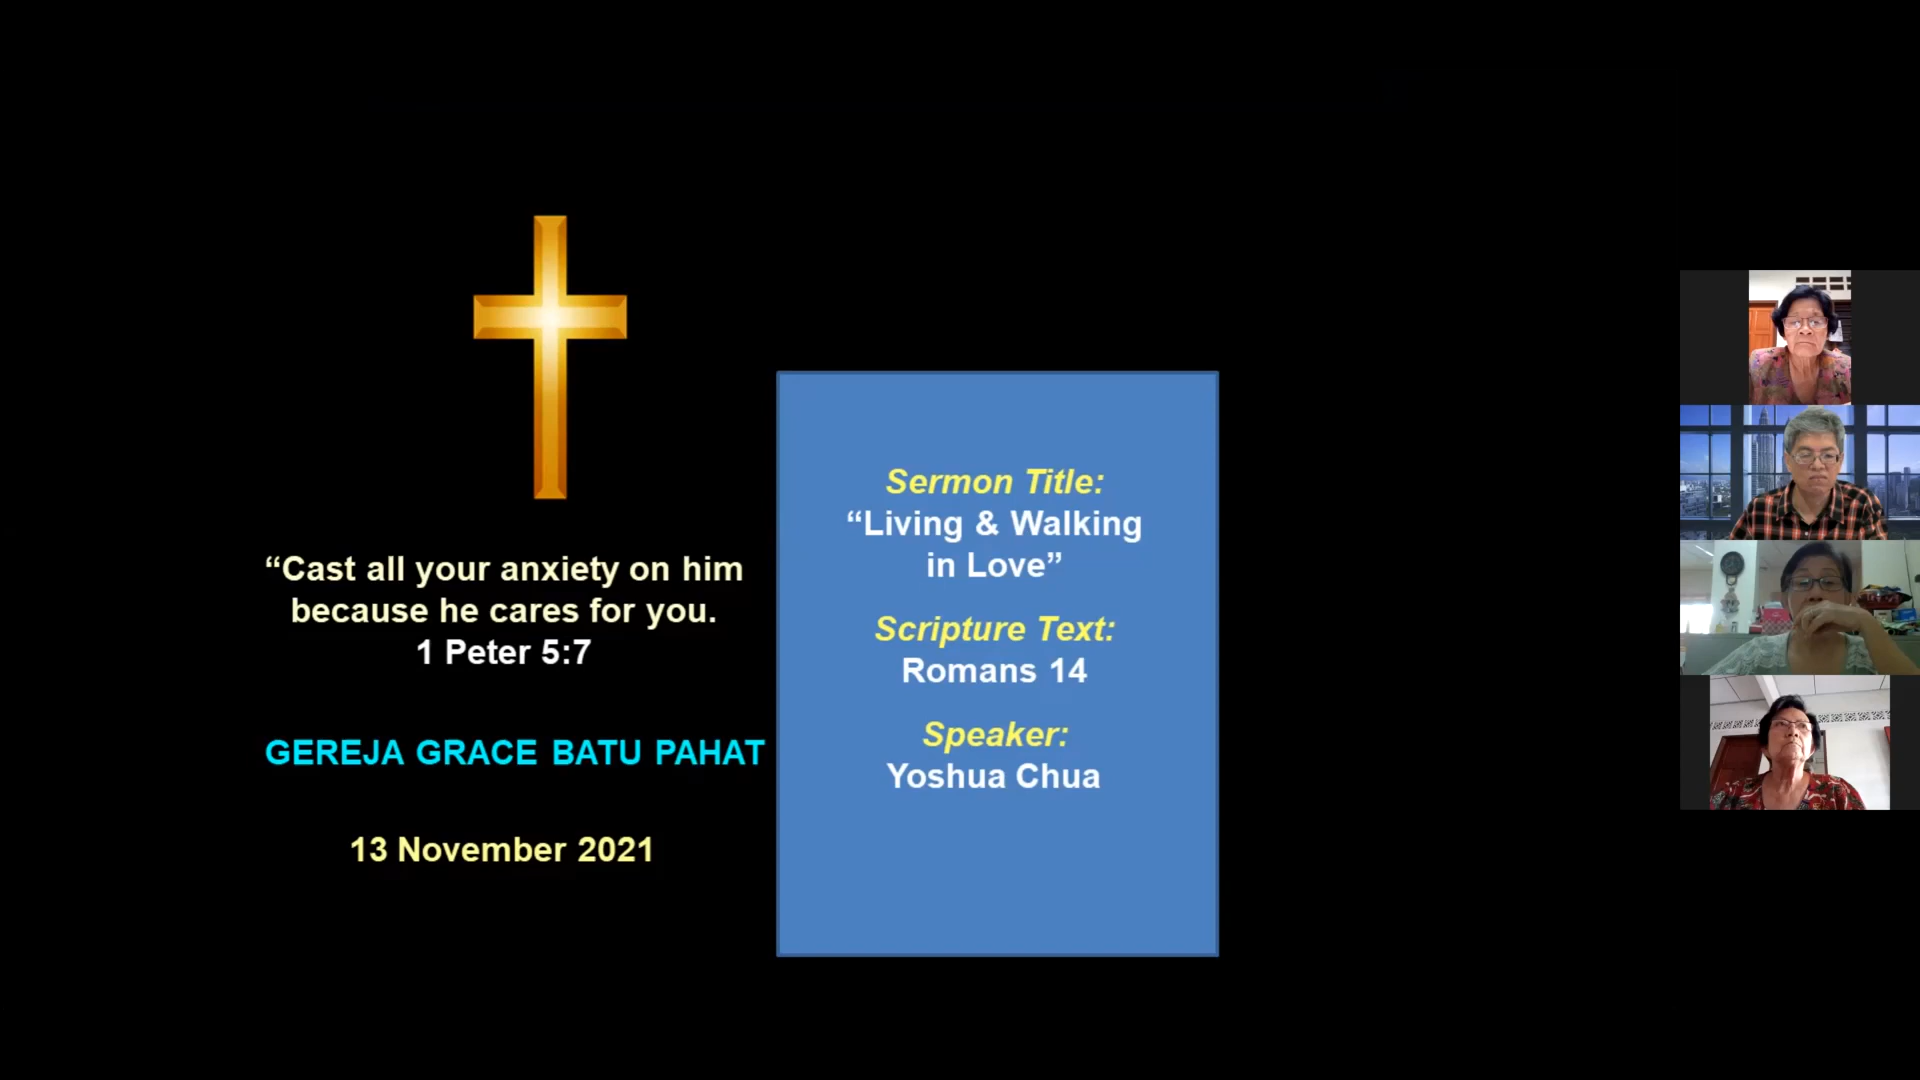 “Cast all your anxiety on him
because he cares for you.
1 Peter 5:7
GEREJA GRACE BATU PAHAT
13 November 2021
Sermon Title:
“Living & Walking
in Love”
Scripture Text:
Romans 14
Speaker:
Yoshua Chua